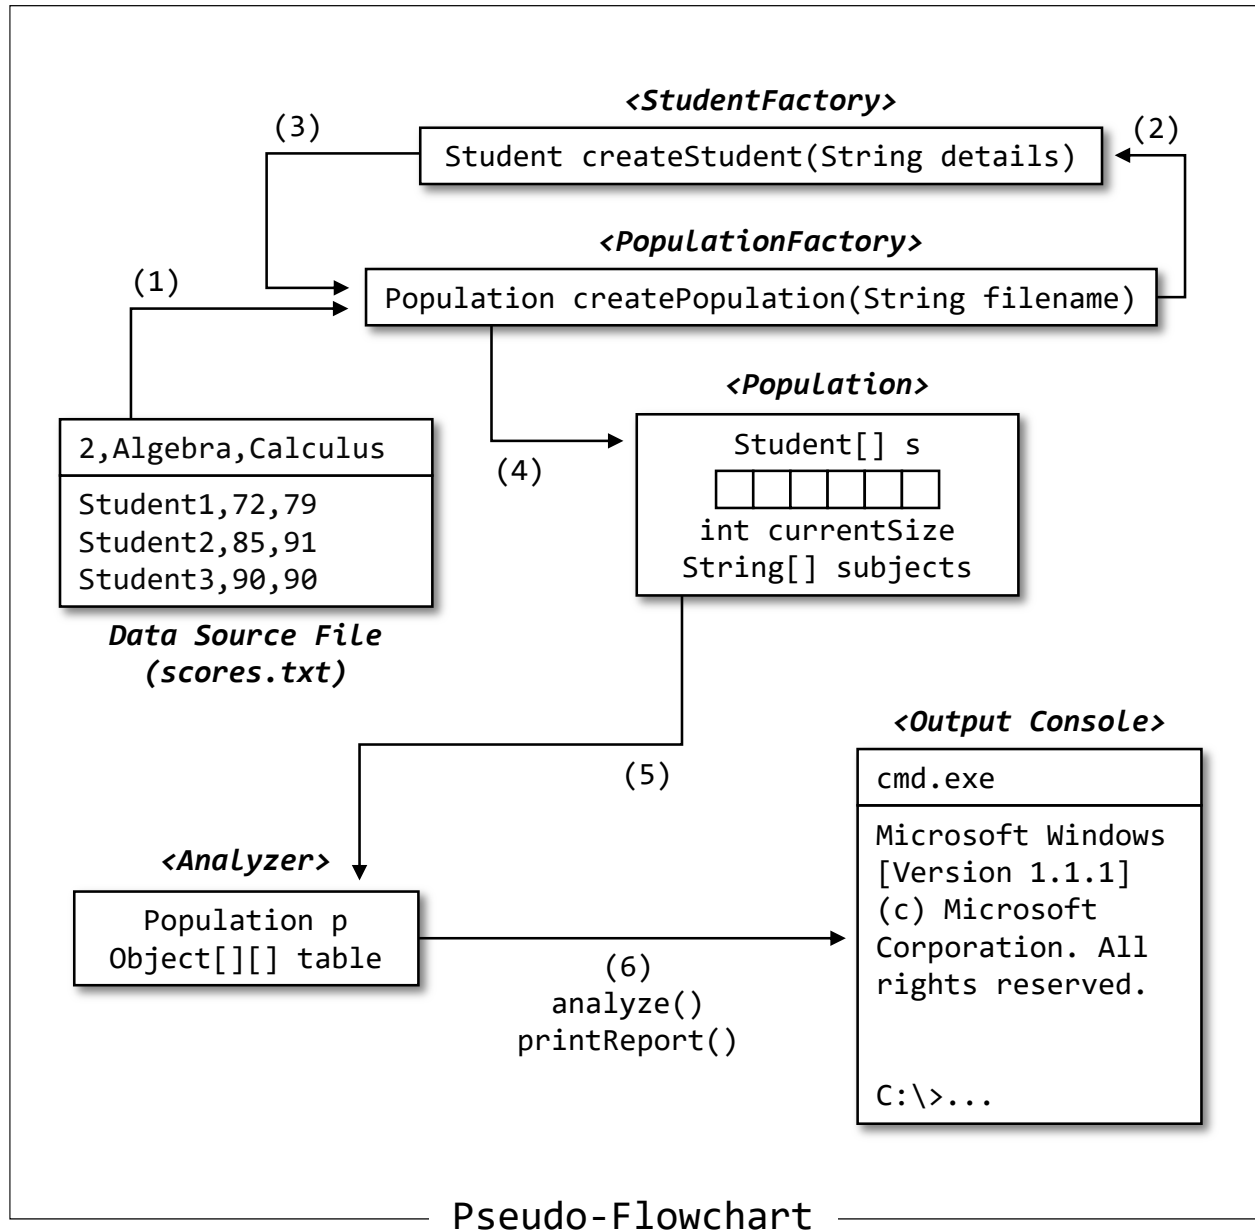 <StudentFactory>
(3)
(2)
Student createStudent(String details)
<PopulationFactory>
(1)
Population createPopulation(String filename)
<Population>
2,Algebra,Calculus
Student1,72,79
Student2,85,91
Student3,90,90
Data Source File
(scores.txt)
(4)
Student[] s
int currentSize
String[] subjects
(5)
<Output Console>
cmd.exe
Microsoft Windows
[Version 1.1.1]
(c) Microsoft
Corporation. All
rights reserved.
C:\>...
<Analyzer>
Population p
Object[][] table
(6)
analyze()
printReport()
Pseudo-Flowchart